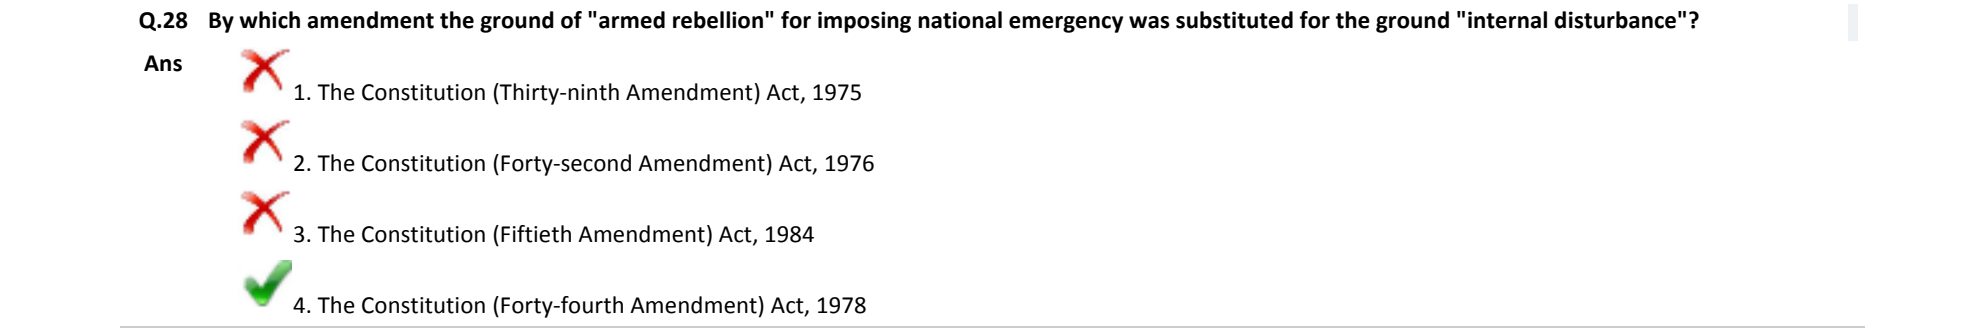 Q.28 By which amendment the ground of "armed rebellion" for imposing national emergency was substituted for the ground "internal disturbance"?
Ans
1. The Constitution (Thirty-ninth Amendment) Act, 1975
2. The Constitution (Forty-second Amendment) Act, 1976
3. The Constitution (Fiftieth Amendment) Act, 1984
4. The Constitution (Forty-fourth Amendment) Act, 1978